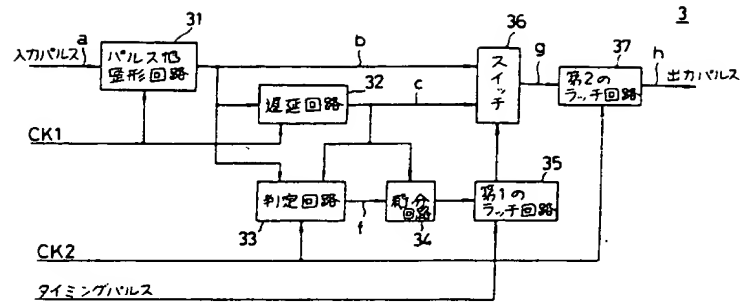 3
31
36
37
入力パルス
a
パルス幅
整形回路
b
スイッチ
g
第2の
ラッチ回路
h
出力パルス
32
遅延回路
c
CK1
35
判定回路
f
積分
回路
第1の
ラッチ回路
33
34
CK2
タイミングパルス